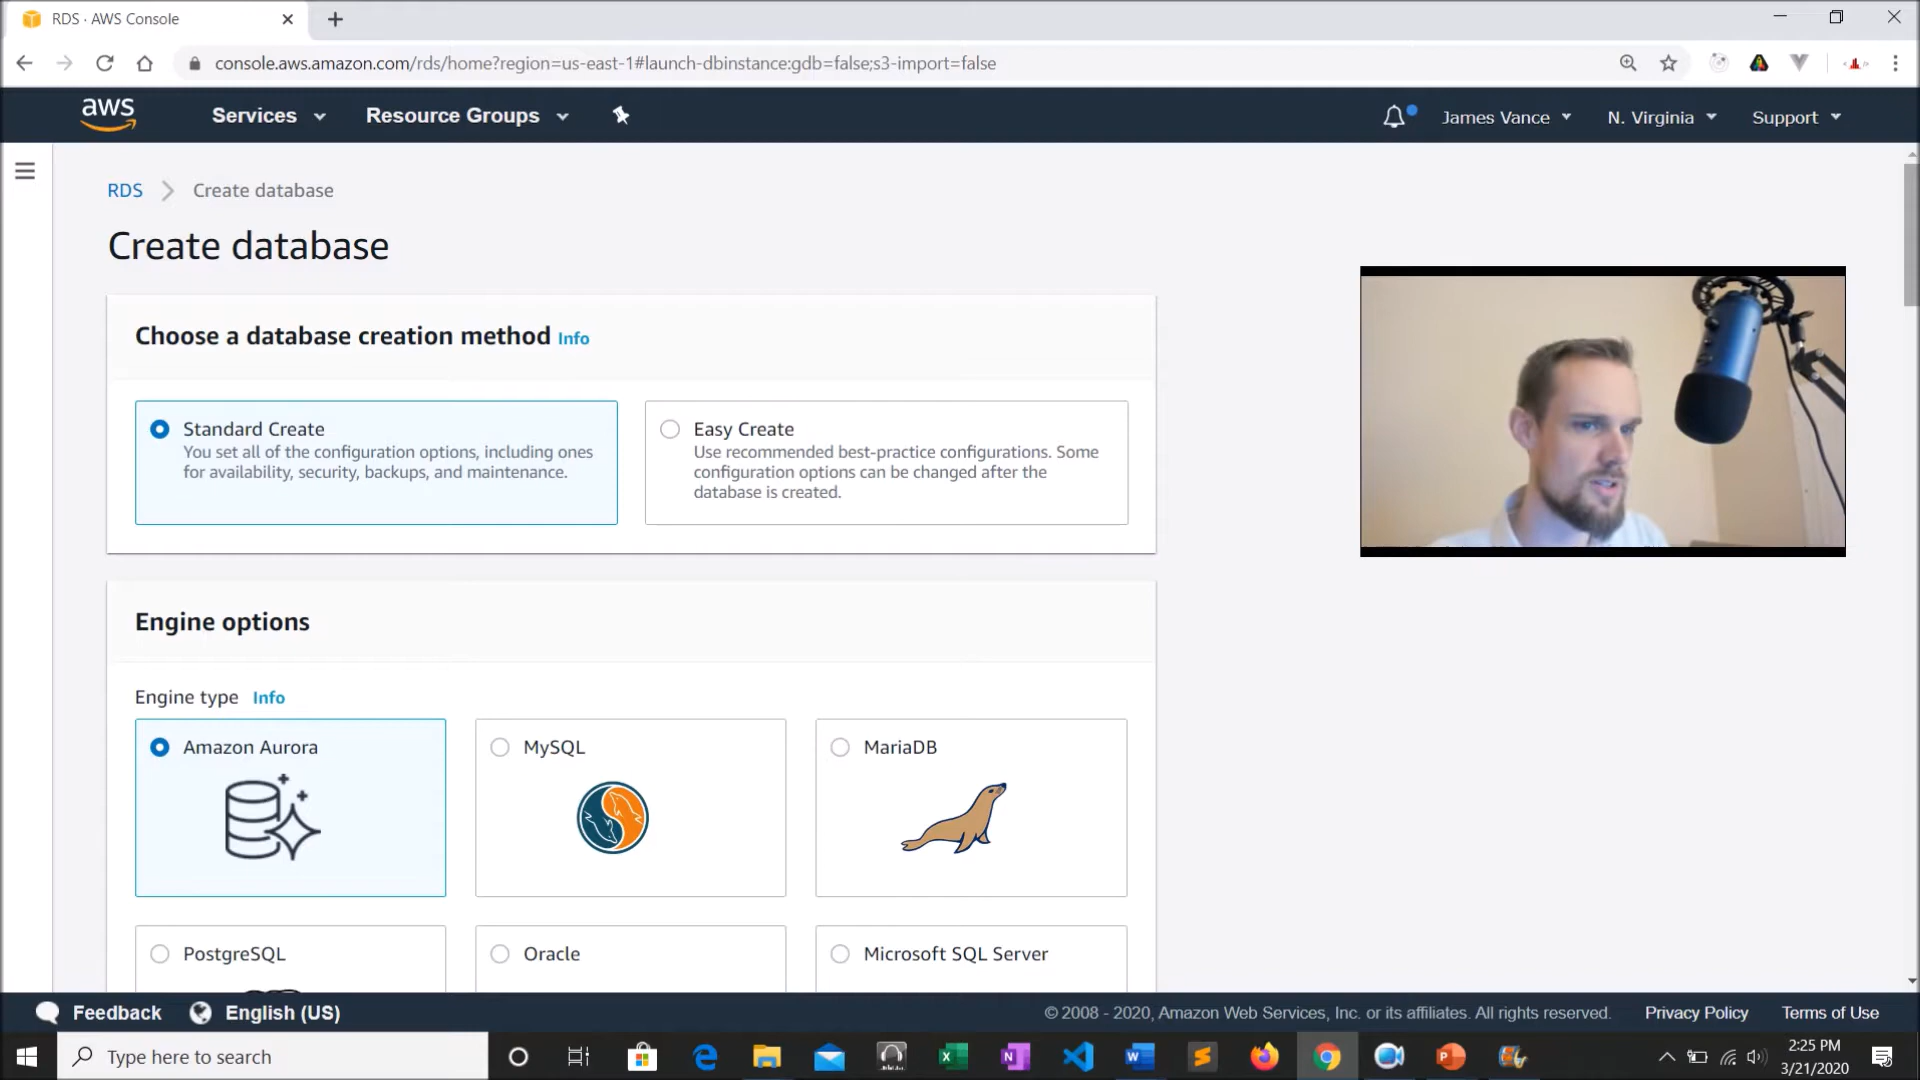 RDS · AWS Console
console.aws.amazon.com/rds/home?region=us-east-1#launch-dbinstance:gdb=false;s3-import=false
aws Services Resource Groups James Vance N. Virginia Support
RDS Create database
Create database
Choose a database creation method Info
Standard Create
You set all of the configuration options, including ones
for availability, security, backups, and maintenance.
Easy Create
Use recommended best-practice configurations. Some
configuration options can be changed after the
database is created.
Engine options
Engine type Info
Amazon Aurora
MySQL
MariaDB
PostgreSQL
Oracle
Microsoft SQL Server
Feedback English (US) © 2008 - 2020, Amazon Web Services, Inc. or its affiliates. All rights reserved. Privacy Policy Terms of Use
Type here to search
2:25 PM
3/21/2020